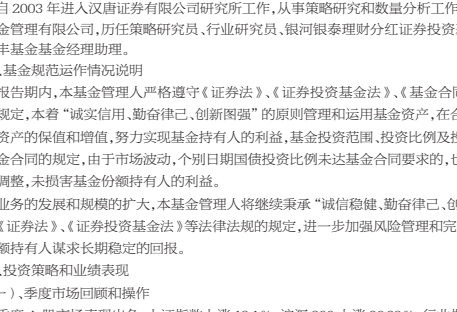 自 2003 年进入汉唐证券有限公司研究所工作，从事策略研究和数量分析工作
金管理有限公司，历任策略研究员、行业研究员、银河银泰理财分红证券投资
丰基金基金经理助理。
、基金规范运作情况说明
报告期内，本基金管理人严格遵守《证券法》、《证券投资基金法》、《基金合同
规定，本着“诚实信用、勤奋律己、创新图强”的原则管理和运用基金资产，在合
资产的保值和增值，努力实现基金持有人的利益，基金投资范围、投资比例及投
金合同的规定，由于市场波动，个别日期国债投资比例未达基金合同要求的，也
调整，未损害基金份额持有人的利益。
业务的发展和规模的扩大，本基金管理人将继续秉承“诚信稳健、勤奋律己、创
《证券法》、《证券投资基金法》等法律法规的规定，进一步加强风险管理和完
额持有人谋求长期稳定的回报。
、投资策略和业绩表现
一）、季度市场回顾和操作